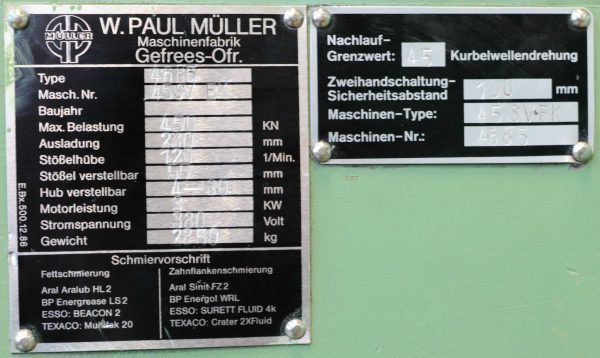 MÜLLER
W. PAUL MÜLLER
Maschinenfabrik
Gefrees-Ofr.
Type 4685
Masch. Nr.
Baujahr
Max. Belastung 450 KN
Ausladung mm
Stößelhübe 1/Min.
Stößel verstellbar mm
Hub verstellbar mm
Motorleistung KW
Stromspannung 380 Volt
Gewicht 2850 kg
E.Bx.500.12.86
Schmiervorschrift
Fettschmierung
Aral Aralub HL 2
BP Energrease LS 2
ESSO: BEACON 2
TEXACO: Multifak 20
Zahnflankenschmierung
Aral Sinit FZ 2
BP Energol WRL
ESSO: SURETT FLUID 4k
TEXACO: Crater 2XFluid
Nachlauf-
Grenzwert: 45 Kurbelwellendrehung
Zweihandschaltung-
Sicherheitsabstand 100 mm
Maschinen-Type:
Maschinen-Nr.: 4685